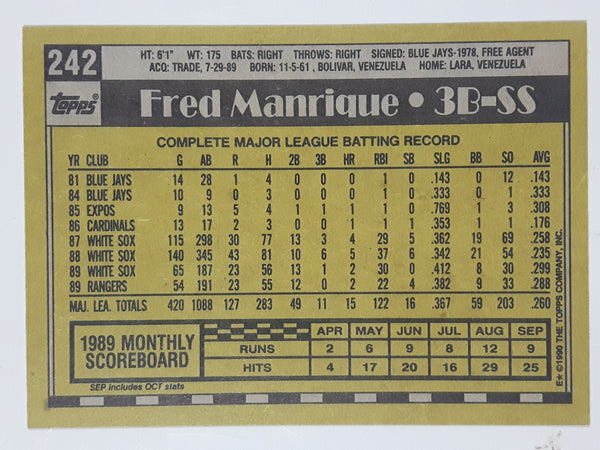 242
HT: 6'1" WT: 175 BATS: RIGHT THROWS: RIGHT SIGNED: BLUE JAYS-1978, FREE AGENT
ACQ: TRADE, 7-29-89 BORN: 11-5-61, BOLIVAR, VENEZUELA HOME: LARA, VENEZUELA
TOPPS®
Fred Manrique • 3B-SS
COMPLETE MAJOR LEAGUE BATTING RECORD
YR CLUB G AB R H 2B 3B HR RBI SB SLG BB SO AVG
81 BLUE JAYS 14 28 1 4 0 0 0 1 0 .143 0 12 .143
84 BLUE JAYS 10 9 0 3 0 0 0 1 0 .333 0 1 .333
85 EXPOS 9 13 5 4 1 1 1 1 0 .769 1 3 .308
86 CARDINALS 13 17 2 3 0 0 1 1 1 .353 1 1 .176
87 WHITE SOX 115 298 30 77 13 3 4 29 5 .362 19 69 .258
88 WHITE SOX 140 345 43 81 10 6 5 37 6 .342 21 54 .235
89 WHITE SOX 65 187 23 56 13 1 2 30 0 .412 8 30 .299
89 RANGERS 54 191 23 55 12 0 2 22 4 .382 9 33 .288
MAJ. LEA. TOTALS 420 1088 127 283 49 11 15 122 16 .367 59 203 .260
1989 MONTHLY SCOREBOARD
APR MAY JUN JUL AUG SEP
RUNS 2 6 9 8 12 9
HITS 4 17 20 16 29 25
SEP includes OCT stats
E★ © 1990 THE TOPPS COMPANY, INC.